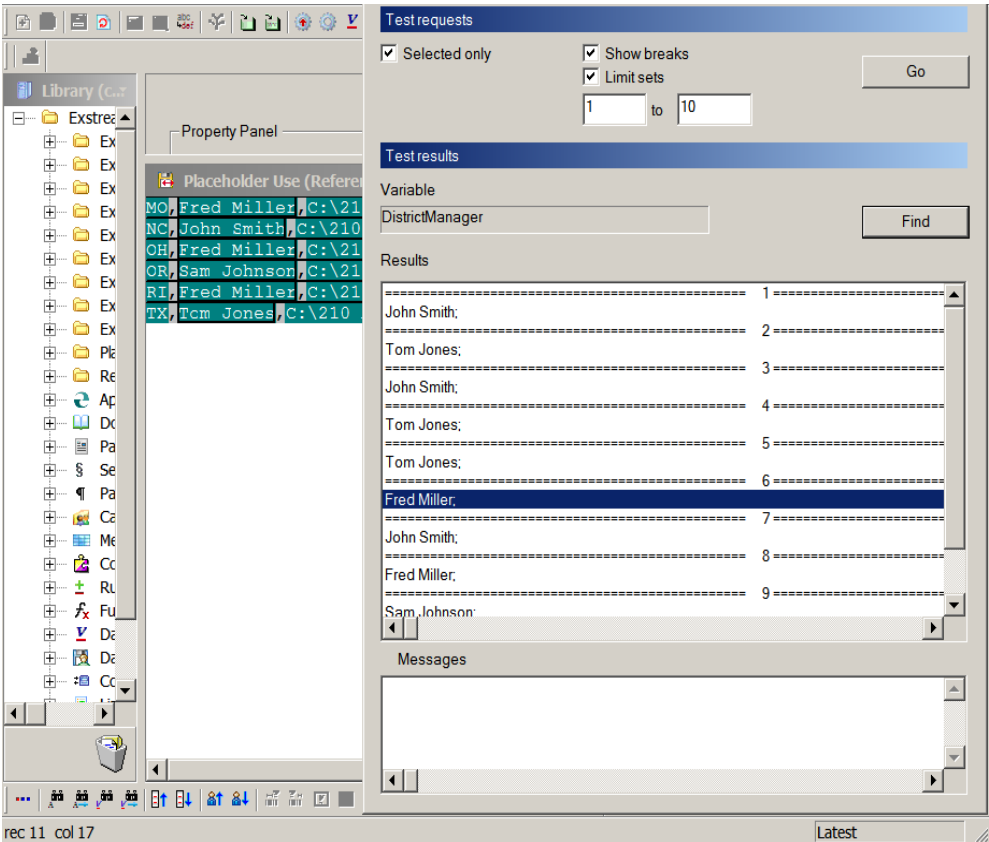 Test requests
Selected only
Show breaks
Limit sets
Go
1 to 10
Library (c..
Exstrea
Ex
Ex
Ex
Ex
Ex
Ex
Ex
Ex
Ex
Pla
Re
Ap
Do
Pa
Se
Pa
Ca
Me
Co
Ru
Fu
Da
Da
Co
Property Panel
Placeholder Use (Referer
MO,Fred Miller,C:\21
NC,John Smith,C:\210
OH,Fred Miller,C:\21
OR,Sam Johnson,C:\21
RI,Fred Miller,C:\21
TX,Tcm Jones,C:\210
Test results
Variable
DistrictManager
Find
Results
================================================ 1 =======================
John Smith;
================================================ 2 =======================
Tom Jones;
================================================ 3 =======================
John Smith;
================================================ 4 =======================
Tom Jones;
================================================ 5 =======================
Tom Jones;
================================================ 6 =======================
Fred Miller;
================================================ 7 =======================
John Smith;
================================================ 8 =======================
Fred Miller;
================================================ 9 =======================
Sam Johnson;
Messages
rec 11 col 17
Latest